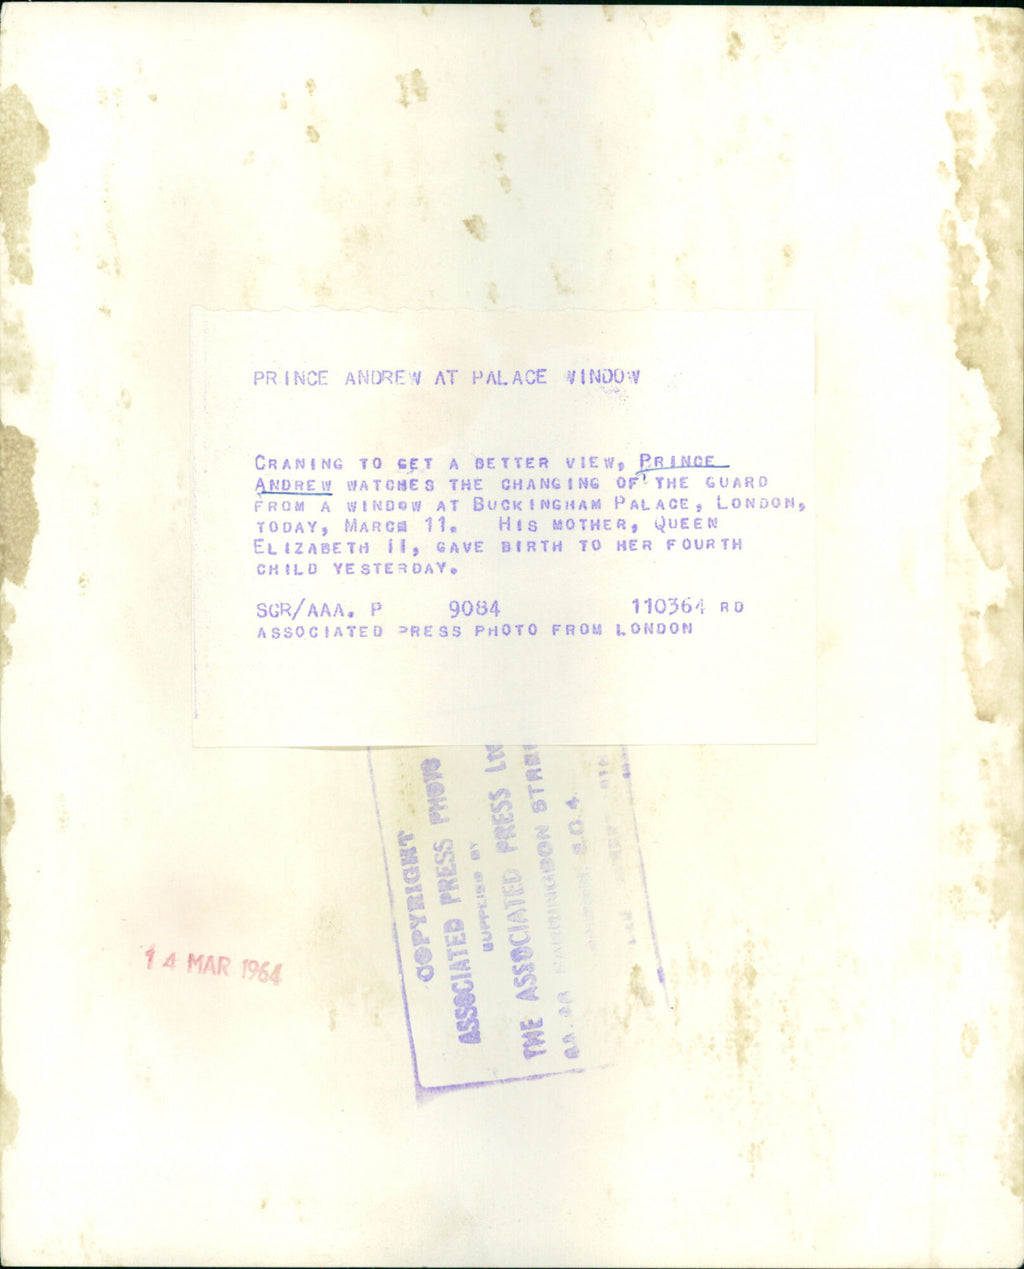 PRINCE ANDREW AT PALACE WINDOW
CRANING TO GET A BETTER VIEW, PRINCE
ANDREW WATCHES THE CHANGING OF THE GUARD
FROM A WINDOW AT BUCKINGHAM PALACE, LONDON,
TODAY, MARCH 11. HIS MOTHER, QUEEN
ELIZABETH II, GAVE BIRTH TO HER FOURTH
CHILD YESTERDAY.
SGR/AAA. P 9084 110364 RD
ASSOCIATED PRESS PHOTO FROM LONDON
COPYRIGHT
ASSOCIATED PRESS PHOTO
SUPPLIED BY
THE ASSOCIATED PRESS LTD
FARRINGDON STREE
E.C.4.
14 MAR 1964